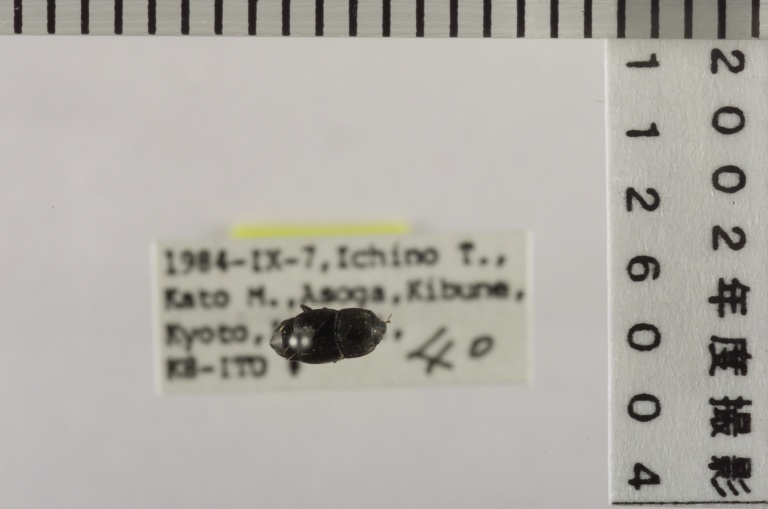 1984-IX-7, Ichino T.,
Kato M., Asoga, Kibune,
Kyoto,
KB-ITO
40
2002年度撮影
1126004